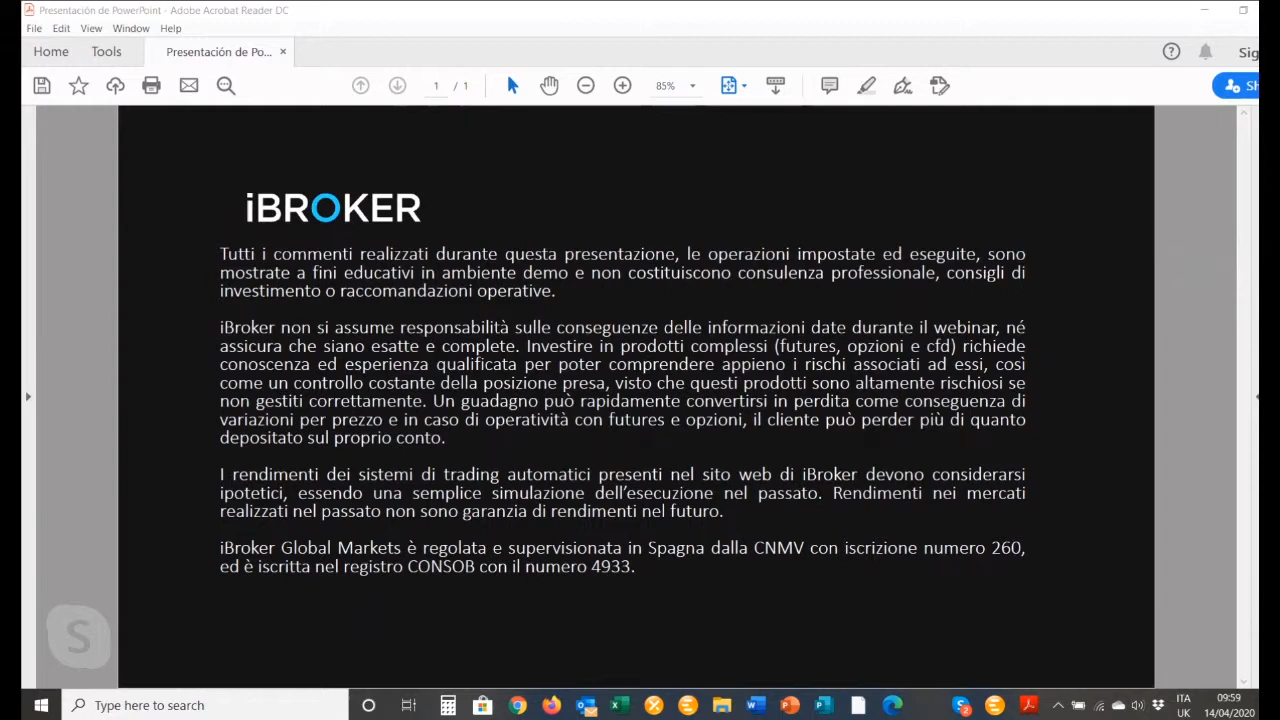 Presentación de PowerPoint - Adobe Acrobat Reader DC
File Edit View Window Help
Home Tools Presentación de Po... ×
1 / 1 85%
iBROKER
Tutti i commenti realizzati durante questa presentazione, le operazioni impostate ed eseguite, sono
mostrate a fini educativi in ambiente demo e non costituiscono consulenza professionale, consigli di
investimento o raccomandazioni operative.
iBroker non si assume responsabilità sulle conseguenze delle informazioni date durante il webinar, né
assicura che siano esatte e complete. Investire in prodotti complessi (futures, opzioni e cfd) richiede
conoscenza ed esperienza qualificata per poter comprendere appieno i rischi associati ad essi, così
come un controllo costante della posizione presa, visto che questi prodotti sono altamente rischiosi se
non gestiti correttamente. Un guadagno può rapidamente convertirsi in perdita come conseguenza di
variazioni per prezzo e in caso di operatività con futures e opzioni, il cliente può perder più di quanto
depositato sul proprio conto.
I rendimenti dei sistemi di trading automatici presenti nel sito web di iBroker devono considerarsi
ipotetici, essendo una semplice simulazione dell'esecuzione nel passato. Rendimenti nei mercati
realizzati nel passato non sono garanzia di rendimenti nel futuro.
iBroker Global Markets è regolata e supervisionata in Spagna dalla CNMV con iscrizione numero 260,
ed è iscritta nel registro CONSOB con il numero 4933.
S
Type here to search
ITA 09:59
UK 14/04/2020